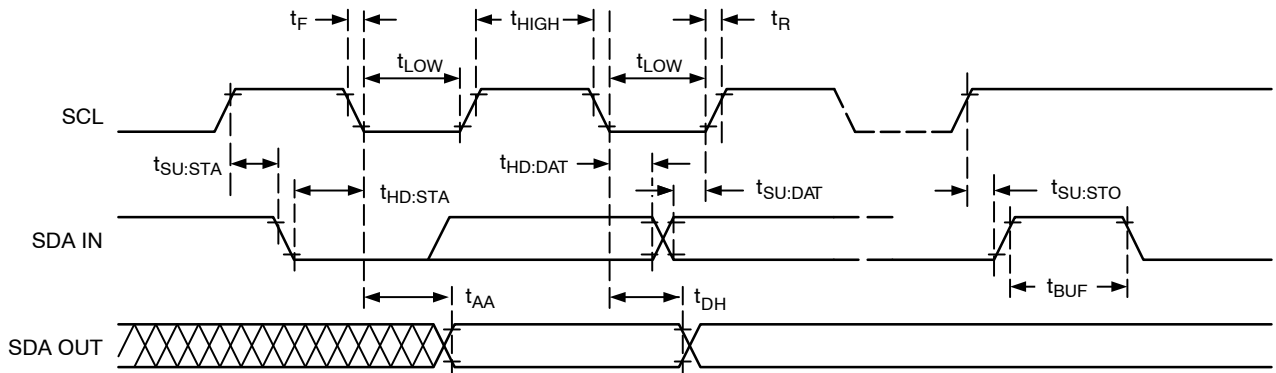 tF
tHIGH
tR
tLOW
tLOW
SCL
tSU:STA
tHD:STA
tHD:DAT
tSU:DAT
tSU:STO
SDA IN
tBUF
tAA
tDH
SDA OUT